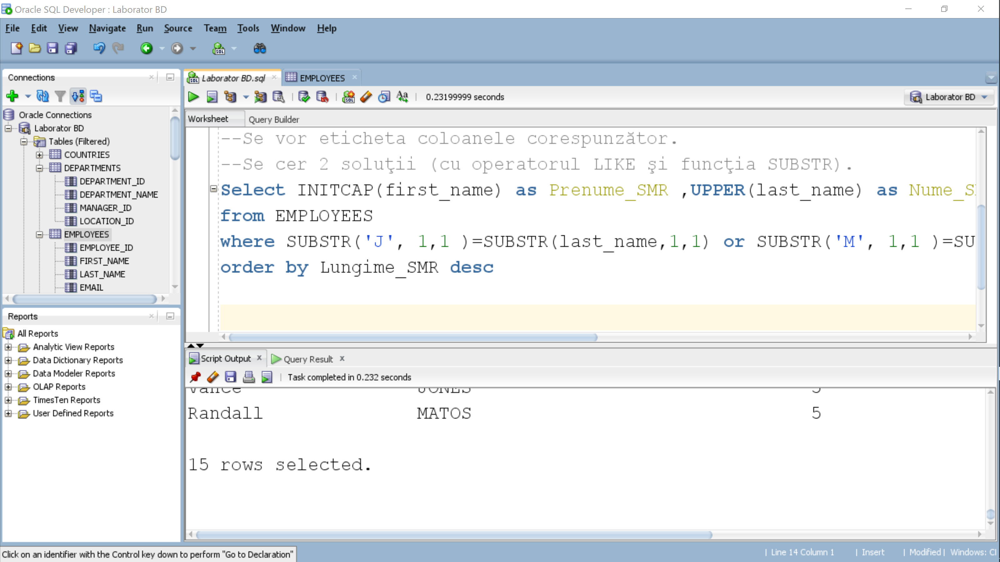 Oracle SQL Developer : Laborator BD
File Edit View Navigate Run Source Team Tools Window Help
Connections
Oracle Connections
Laborator BD
Tables (Filtered)
COUNTRIES
DEPARTMENTS
DEPARTMENT_ID
DEPARTMENT_NAME
MANAGER_ID
LOCATION_ID
EMPLOYEES
EMPLOYEE_ID
FIRST_NAME
LAST_NAME
EMAIL
Reports
All Reports
Analytic View Reports
Data Dictionary Reports
Data Modeler Reports
OLAP Reports
TimesTen Reports
User Defined Reports
Laborator BD.sql EMPLOYEES
0.23199999 seconds Laborator BD
Worksheet Query Builder
--Se vor eticheta coloanele corespunzător.
--Se cer 2 soluţii (cu operatorul LIKE şi funcţia SUBSTR).
Select INITCAP(first_name) as Prenume_SMR ,UPPER(last_name) as Nume_S
from EMPLOYEES
where SUBSTR('J', 1,1 )=SUBSTR(last_name,1,1) or SUBSTR('M', 1,1 )=SU
order by Lungime_SMR desc
Script Output Query Result
Task completed in 0.232 seconds
Vance JONES 5
Randall MATOS 5
15 rows selected.
Click on an identifier with the Control key down to perform "Go to Declaration" | Line 14 Column 1 | Insert | Modified | Windows: